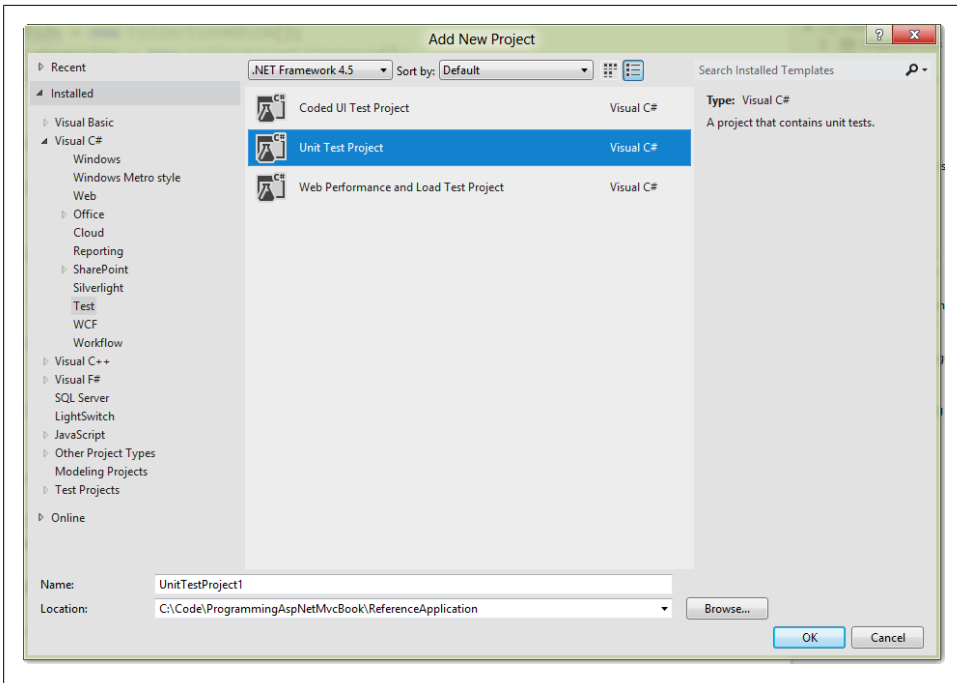 Add New Project
Recent
Installed
Visual Basic
Visual C#
Windows
Windows Metro style
Web
Office
Cloud
Reporting
SharePoint
Silverlight
Test
WCF
Workflow
Visual C++
Visual F#
SQL Server
LightSwitch
JavaScript
Other Project Types
Modeling Projects
Test Projects
Online
.NET Framework 4.5
Sort by: Default
C# Coded UI Test Project Visual C#
C# Unit Test Project Visual C#
C# Web Performance and Load Test Project Visual C#
Search Installed Templates
Type: Visual C#
A project that contains unit tests.
Name: UnitTestProject1
Location: C:\Code\ProgrammingAspNetMvcBook\ReferenceApplication
Browse...
OK Cancel